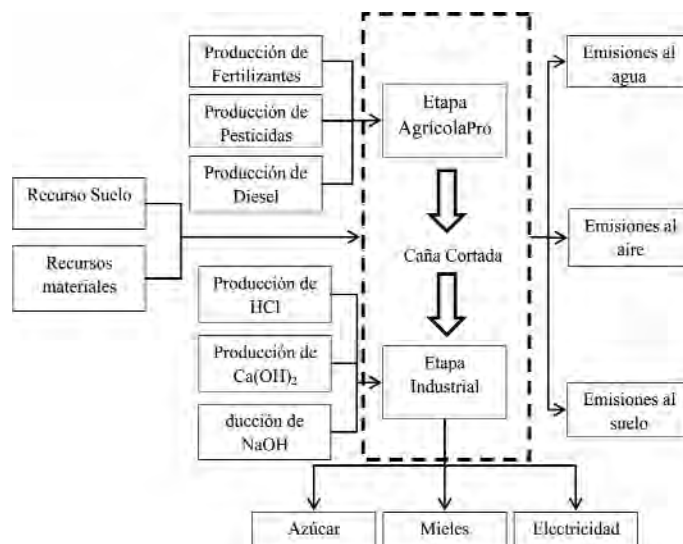 Producción de
Fertilizantes
Producción de
Pesticidas
Producción de
Diesel
Recurso Suelo
Recursos
materiales
Producción de
HCl
Producción de
Ca(OH)₂
ducción de
NaOH
Etapa
AgrícolaPro
Caña Cortada
Etapa
Industrial
Emisiones al
agua
Emisiones al
aire
Emisiones al
suelo
Azúcar
Mieles
Electricidad